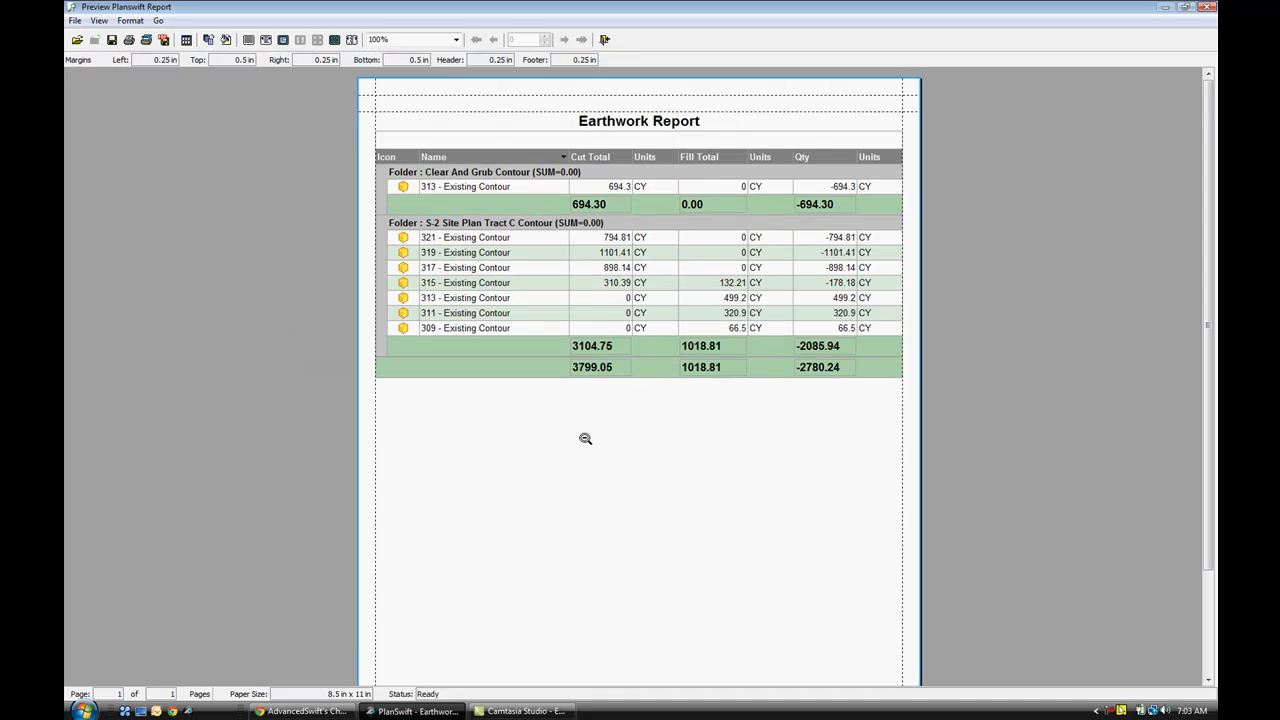 Preview Planswift Report
File View Format Go
100% 0
Margins Left: 0.25 in Top: 0.5 in Right: 0.25 in Bottom: 0.5 in Header: 0.25 in Footer: 0.25 in
Earthwork Report
Icon Name Cut Total Units Fill Total Units Qty Units
Folder : Clear And Grub Contour (SUM=0.00)
313 - Existing Contour 694.3 CY 0 CY -694.3 CY
694.30 0.00 -694.30
Folder : S-2 Site Plan Tract C Contour (SUM=0.00)
321 - Existing Contour 794.81 CY 0 CY -794.81 CY
319 - Existing Contour 1101.41 CY 0 CY -1101.41 CY
317 - Existing Contour 898.14 CY 0 CY -898.14 CY
315 - Existing Contour 310.39 CY 132.21 CY -178.18 CY
313 - Existing Contour 0 CY 499.2 CY 499.2 CY
311 - Existing Contour 0 CY 320.9 CY 320.9 CY
309 - Existing Contour 0 CY 66.5 CY 66.5 CY
3104.75 1018.81 -2085.94
3799.05 1018.81 -2780.24
Page: 1 of 1 Pages Paper Size: 8.5 in x 11 in Status: Ready
AdvancedSwift's Ch... PlanSwift - Earthwor... Camtasia Studio - E... 7:03 AM